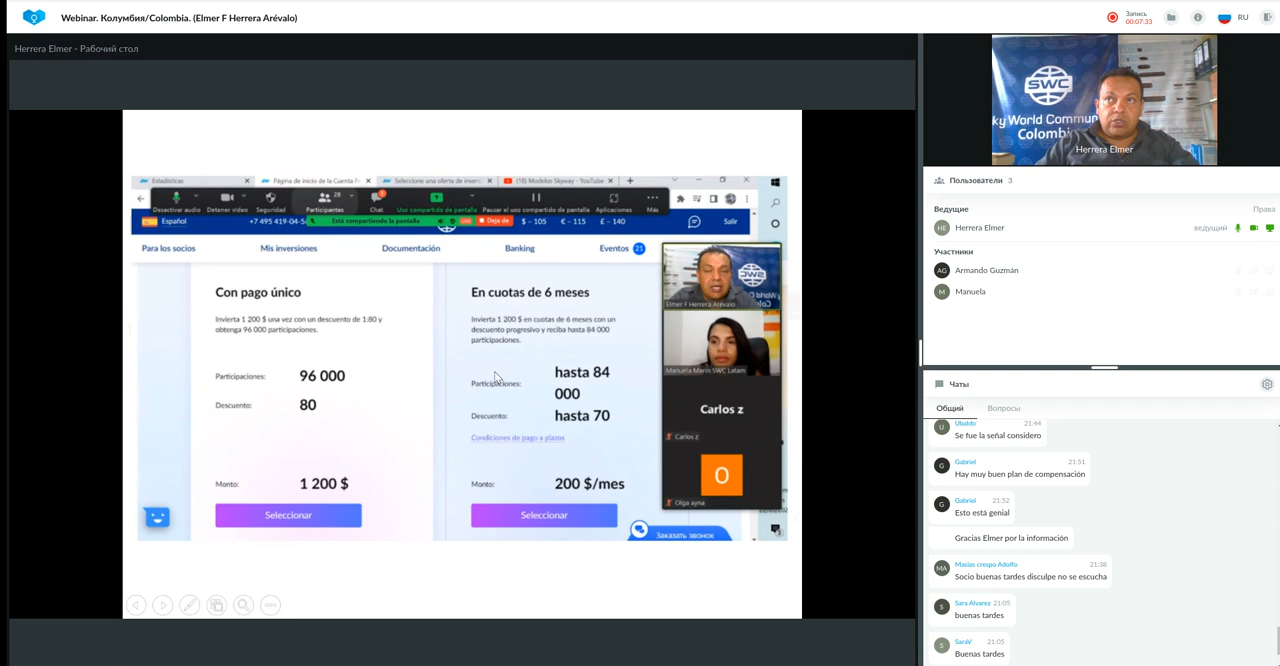 Webinar. Колумбия/Colombia. (Elmer F Herrera Arévalo)
Запись
00:07:33
RU
Herrera Elmer - Рабочий стол
Estadísticas
Página de inicio de la Cuenta P
Seleccione una oferta de inver
(18) Modelos Skyway - YouTube
Desactivar audio
Detener video
Seguridad
28
Participantes
Chat
Uso compartido de pantalla
Pausar el uso compartido de pantalla
Aplicaciones
Más
Español
+7 495 419-04-5
Está compartiendo la pantalla
Deja de
$ - 105
€ - 115
£ - 140
Salir
Para los socios
Mis inversiones
Documentación
Banking
Eventos 21
Con pago único
Invierta 1 200 $ una vez con un descuento de 1:80 y
obtenga 96 000 participaciones.
Participaciones: 96 000
Descuento: 80
Monto: 1 200 $
Seleccionar
En cuotas de 6 meses
Invierta 1 200 $ en cuotas de 6 meses con un
descuento progresivo y reciba hasta 84 000
participaciones.
Participaciones: hasta 84
000
Descuento: hasta 70
Condiciones de pago a plazos
Monto: 200 $/mes
Seleccionar
Заказать звонок
Elmer F Herrera Arévalo
Manuela Marin SWC Latam
Carlos z
Carlos z
O
Olga ayna
SWC
ky World Commun
Colombi
Herrera Elmer
Пользователи 3
Ведущие
Права
HE
Herrera Elmer
ведущий
Участники
AG
Armando Guzmán
M
Manuela
Чаты
Общий
Вопросы
U
Ubaldo 21:44
Se fue la señal considero
G
Gabriel 21:51
Hay muy buen plan de compensación
G
Gabriel 21:52
Esto está genial
Gracias Elmer por la información
MA
Masias crespo Adolfo 21:38
Socio buenas tardes disculpe no se escucha
S
Sara Alvarez 21:05
buenas tardes
S
SaraV 21:05
Buenas tardes